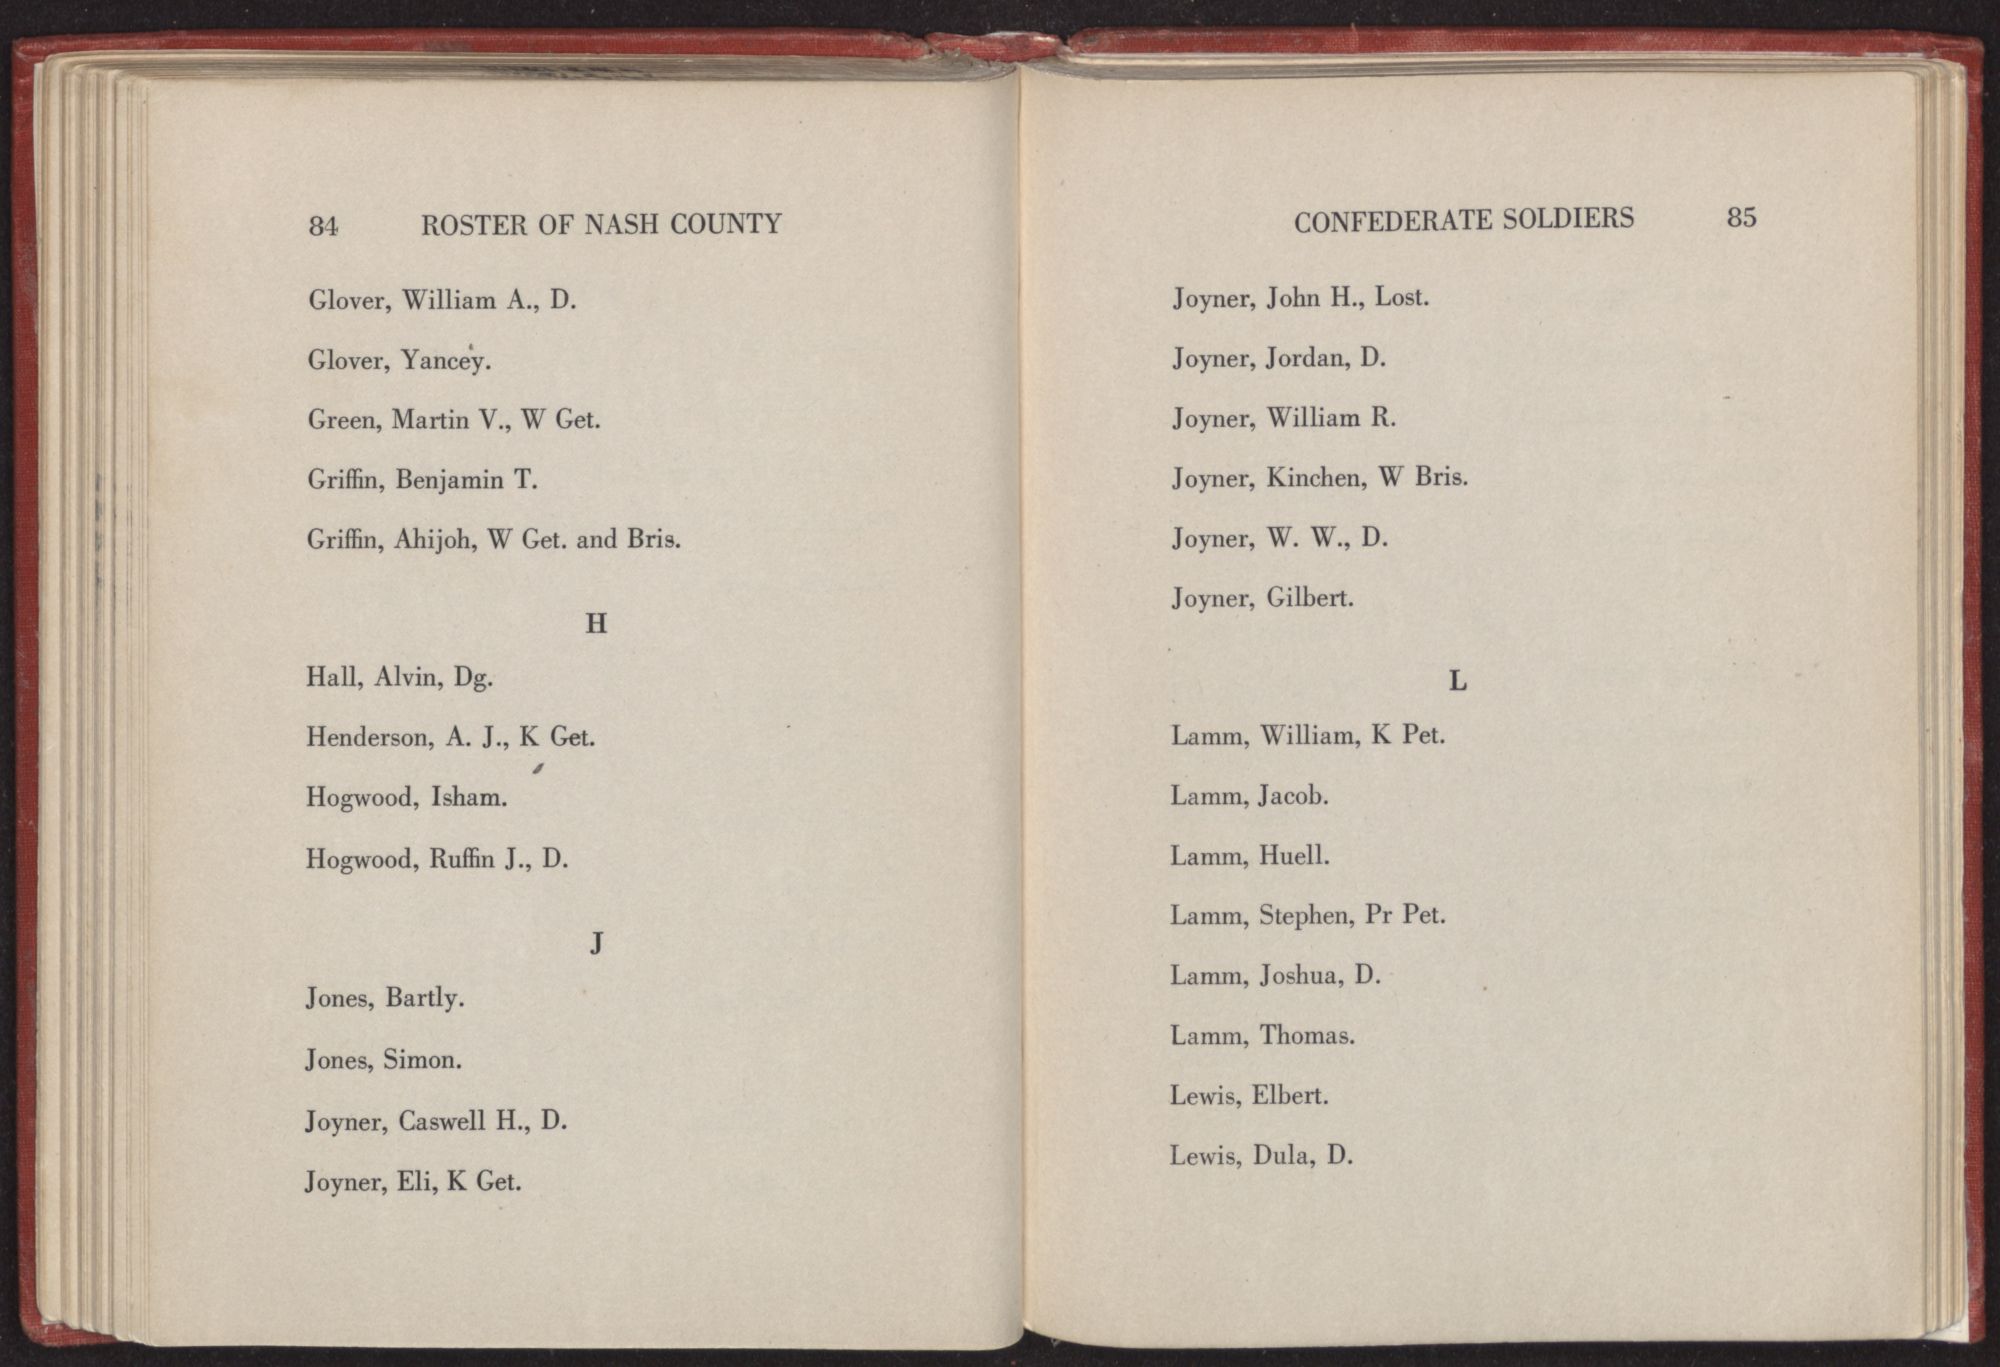 84 ROSTER OF NASH COUNTY
Glover, William A., D.
Glover, Yancey.
Green, Martin V., W Get.
Griffin, Benjamin T.
Griffin, Ahijoh, W Get. and Bris.
H
Hall, Alvin, Dg.
Henderson, A. J., K Get.
Hogwood, Isham.
Hogwood, Ruffin J., D.
J
Jones, Bartly.
Jones, Simon.
Joyner, Caswell H., D.
Joyner, Eli, K Get.
CONFEDERATE SOLDIERS 85
Joyner, John H., Lost.
Joyner, Jordan, D.
Joyner, William R.
Joyner, Kinchen, W Bris.
Joyner, W. W., D.
Joyner, Gilbert.
L
Lamm, William, K Pet.
Lamm, Jacob.
Lamm, Huell.
Lamm, Stephen, Pr Pet.
Lamm, Joshua, D.
Lamm, Thomas.
Lewis, Elbert.
Lewis, Dula, D.